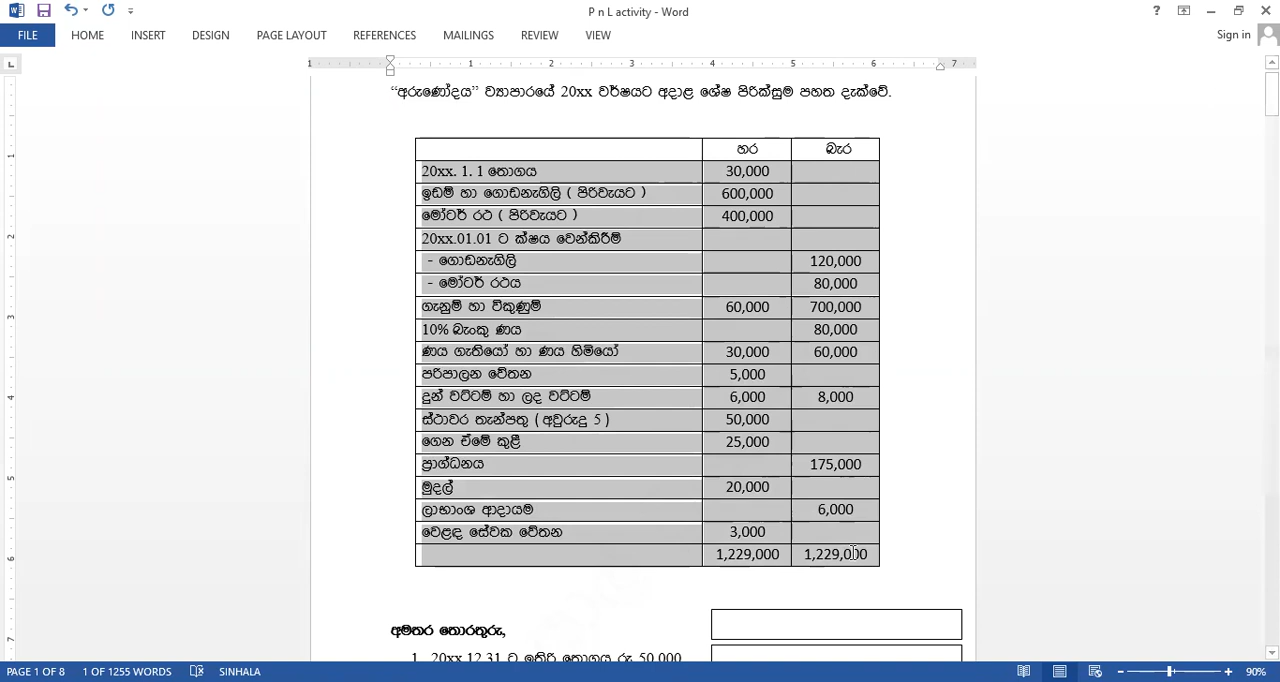 P n L activity - Word
FILE HOME INSERT DESIGN PAGE LAYOUT REFERENCES MAILINGS REVIEW VIEW Sign in
“අරුණෝදය” ව්‍යාපාරයේ 20xx වර්ෂයට අදාළ ශේෂ පිරික්සුම පහත දැක්වේ.
හර බැර
20xx. 1. 1 තොගය 30,000
ඉඩම් හා ගොඩනැගිලි ( පිරිවැයට ) 600,000
මෝටර් රථ ( පිරිවැයට ) 400,000
20xx.01.01 ට ක්ෂය වෙන්කිරීම්
- ගොඩනැගිලි 120,000
- මෝටර් රථය 80,000
ගැනුම් හා විකුණුම් 60,000 700,000
10% බැංකු ණය 80,000
ණය ගැතියෝ හා ණය හිමියෝ 30,000 60,000
පරිපාලන වේතන 5,000
දුන් වට්ටම් හා ලද වට්ටම් 6,000 8,000
ස්ථාවර තැන්පතු ( අවුරුදු 5 ) 50,000
ගෙන ඒමේ කුලී 25,000
ප්‍රාග්ධනය 175,000
මුදල් 20,000
ලාභාංශ ආදායම 6,000
වෙළඳ සේවක වේතන 3,000
1,229,000 1,229,000
අමතර තොරතුරු,
1. 20xx.12.31 ට ඉතිරි තොගය රු 50,000
PAGE 1 OF 8 1 OF 1255 WORDS SINHALA 90%